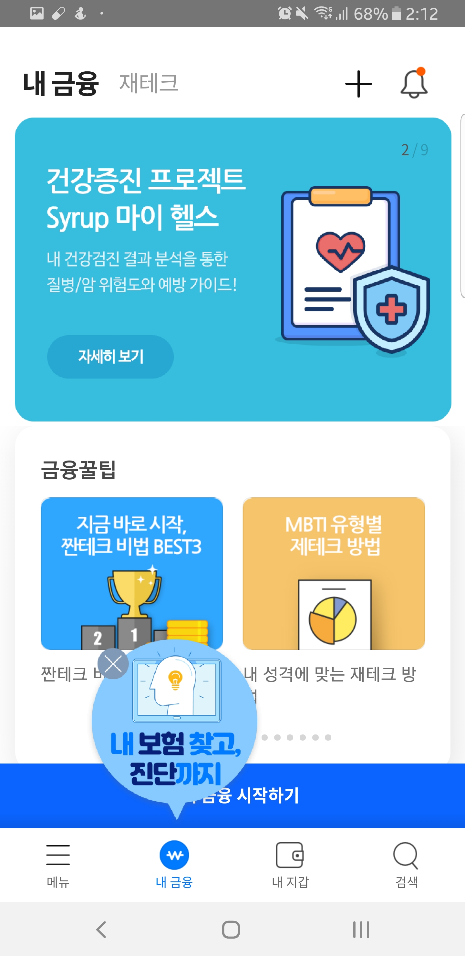 68% 2:12
내 금융 재테크
2/9
건강증진 프로젝트
Syrup 마이 헬스
내 건강검진 결과 분석을 통한
질병/암 위험도와 예방 가이드!
자세히 보기
금융꿀팁
지금 바로 시작,
짠테크 비법 BEST3
2 1
MBTI 유형별
제테크 방법
짠테크
내 성격에 맞는 재테크 방
내 보험 찾고,
진단까지
금융 시작하기
메뉴
내 금융
내 지갑
검색